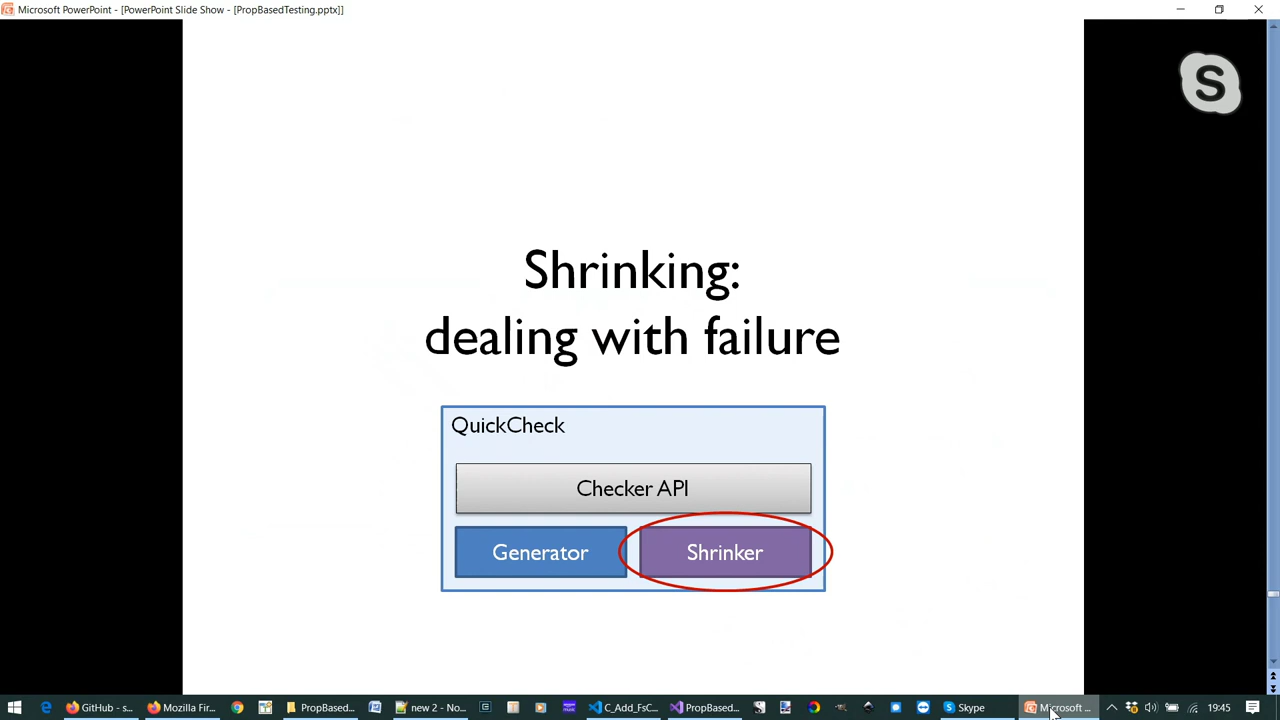 Microsoft PowerPoint - [PowerPoint Slide Show - [PropBasedTesting.pptx]]
S
Shrinking:
dealing with failure
QuickCheck
Checker API
Generator
Shrinker
GitHub - s...
Mozilla Fir...
PropBased...
new 2 - No...
C_Add_FsC...
PropBased...
Skype
Microsoft ...
19:45